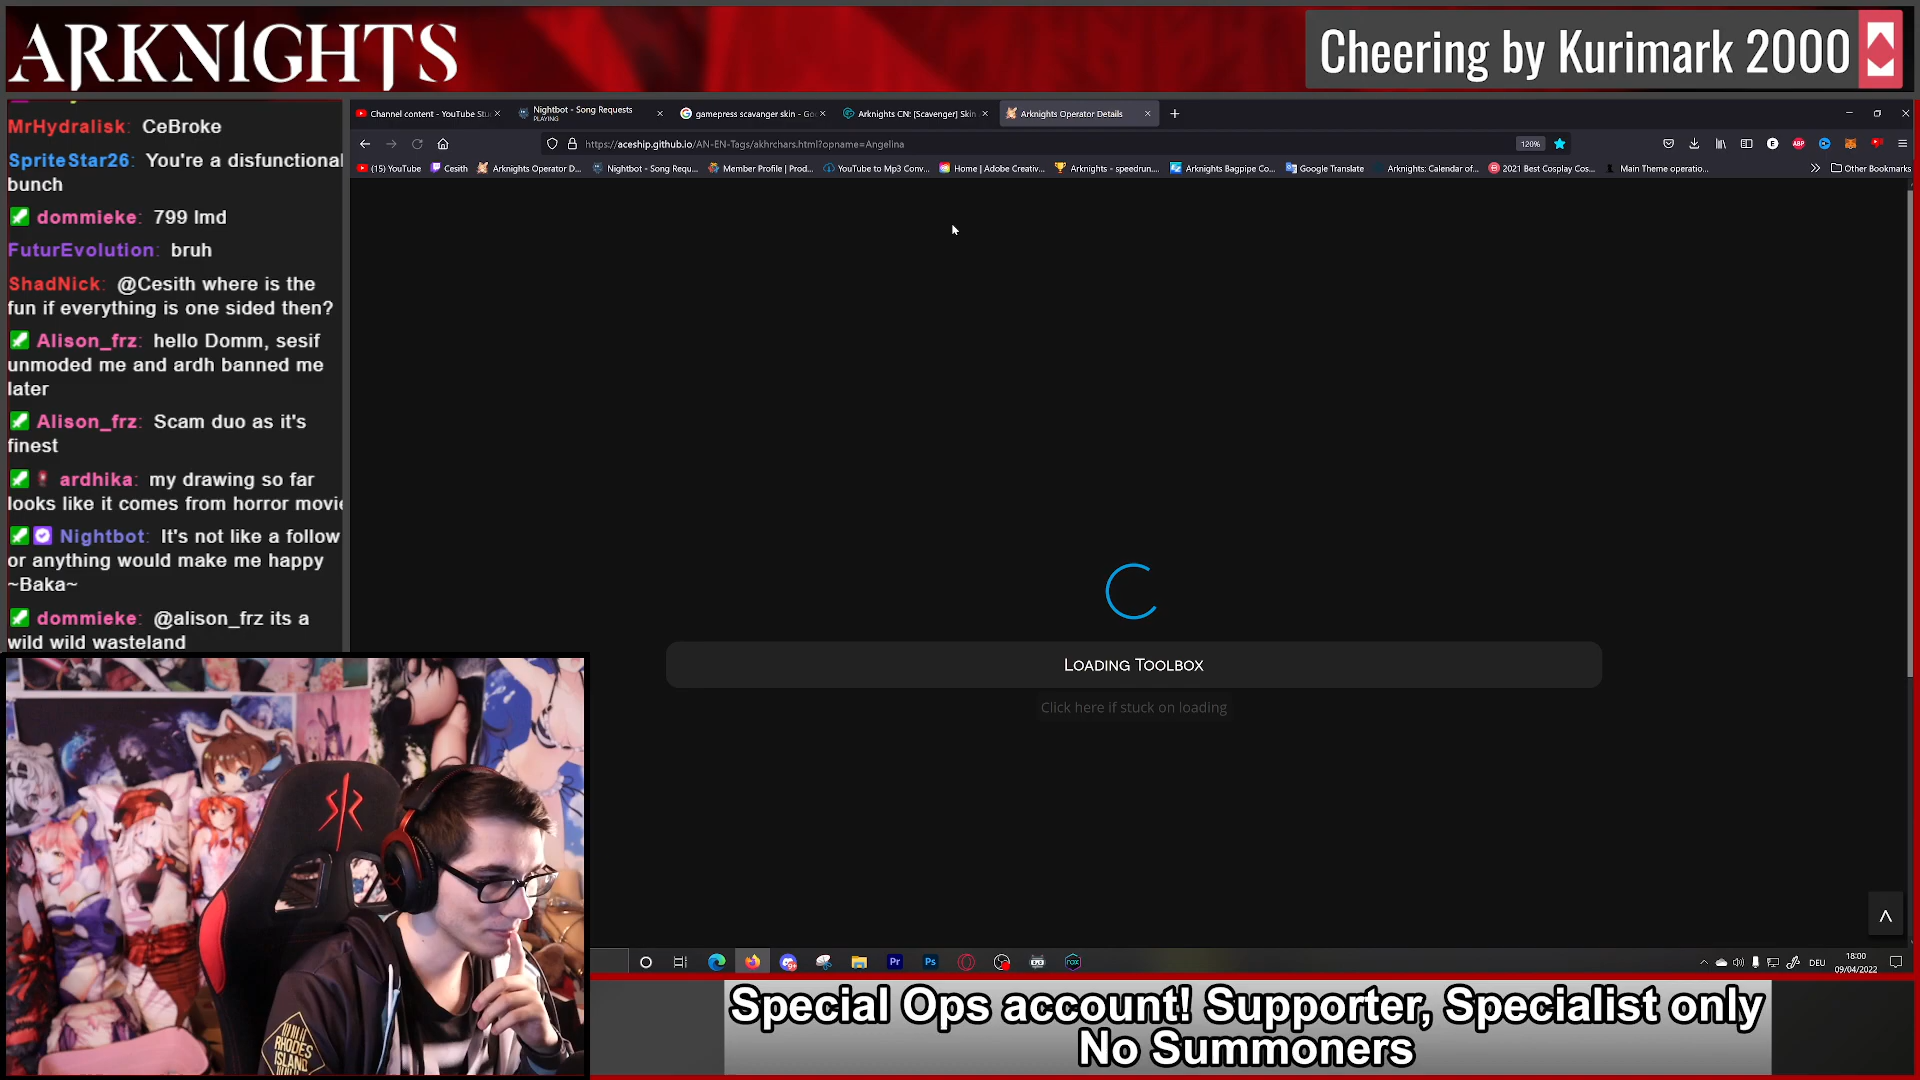 ARKNIGHTS
Cheering by Kurimark 2000
MrHydralisk: CeBroke
SpriteStar26: You're a disfunctional
bunch
dommieke: 799 lmd
FuturEvolution: bruh
ShadNick: @Cesith where is the
fun if everything is one sided then?
Alison_frz: hello Domm, sesif
unmoded me and ardh banned me
later
Alison_frz: Scam duo as it's
finest
ardhika: my drawing so far
looks like it comes from horror movie
Nightbot: It's not like a follow
or anything would make me happy
~Baka~
dommieke: @alison_frz its a
wild wild wasteland
Channel content - YouTube Stu
Nightbot - Song Requests
PLAYING
gamepress scavanger skin - Goo
Arknights CN: [Scavenger] Skin
Arknights Operator Details
https://aceship.github.io/AN-EN-Tags/akhrchars.html?opname=Angelina
120%
(15) YouTube
Cesith
Arknights Operator D...
Nightbot - Song Requ...
Member Profile | Prod...
YouTube to Mp3 Conv...
Home | Adobe Creativ...
Arknights - speedrun....
Arknights Bagpipe Co...
Google Translate
Arknights: Calendar of...
2021 Best Cosplay Cos...
Main Theme operatio...
Other Bookmarks
LOADING TOOLBOX
Click here if stuck on loading
RHODES
ISLAND
Pr
Ps
DEU
18:00
09/04/2022
Special Ops account! Supporter, Specialist only
No Summoners